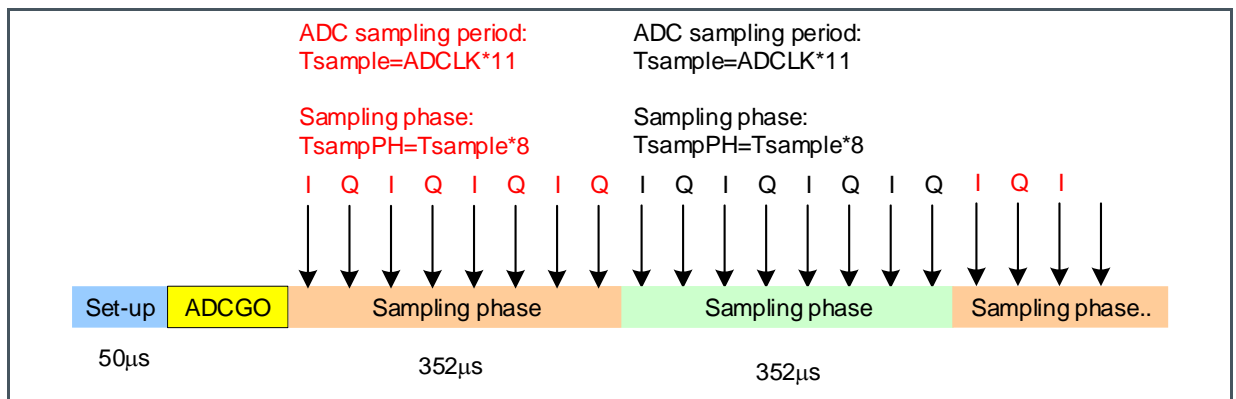 ADC sampling period:
Tsample=ADCLK*11
ADC sampling period:
Tsample=ADCLK*11
Sampling phase:
TsampPH=Tsample*8
Sampling phase:
TsampPH=Tsample*8
I Q I Q I Q I Q I Q I Q I Q I Q I Q I
Set-up ADCGO Sampling phase Sampling phase Sampling phase..
50μs 352μs 352μs